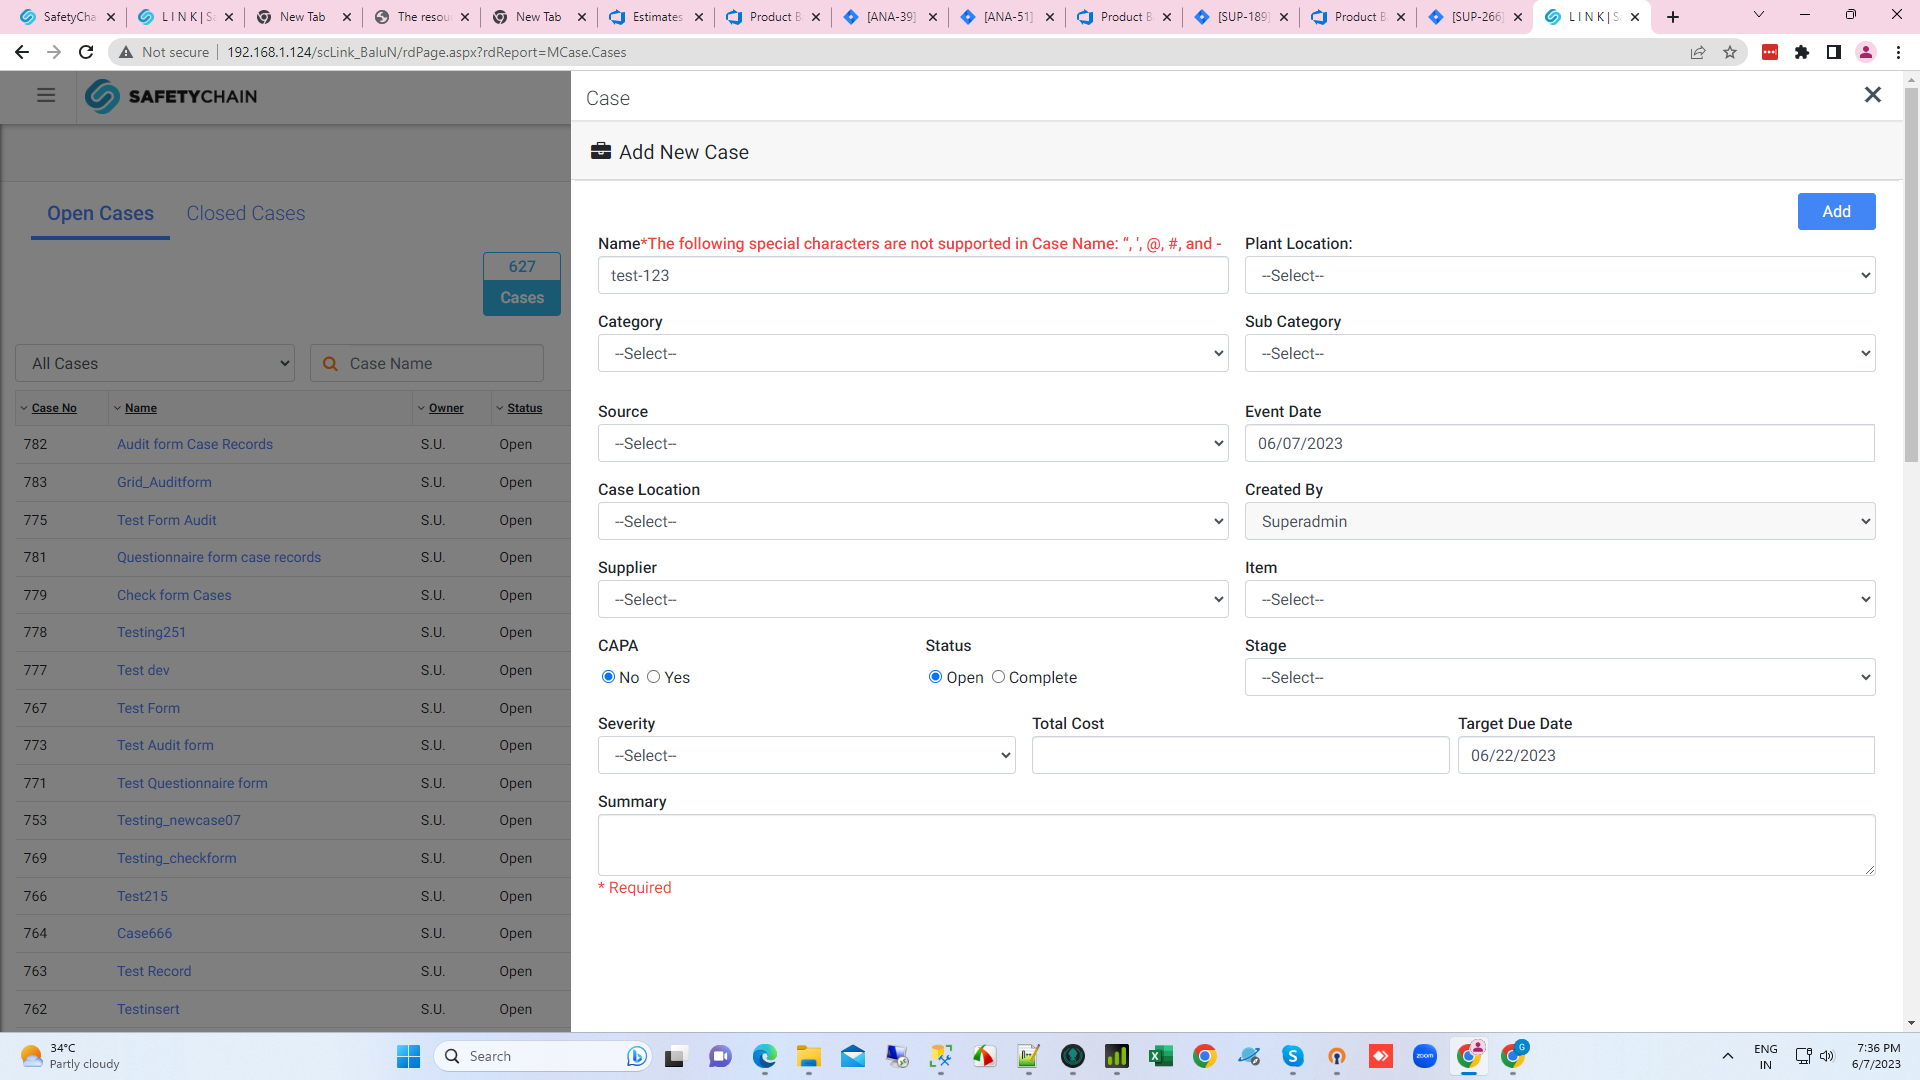 SafetyCha
L I N K | S
New Tab
The resou
New Tab
Estimates
Product B
[ANA-39]
[ANA-51]
Product B
[SUP-189]
Product B
[SUP-266]
L I N K | S
Not secure
192.168.1.124/scLink_BaluN/rdPage.aspx?rdReport=MCase.Cases
SAFETYCHAIN
Open Cases
Closed Cases
627
Cases
All Cases
Case Name
Case No Name Owner Status
782 Audit form Case Records S.U. Open
783 Grid_Auditform S.U. Open
775 Test Form Audit S.U. Open
781 Questionnaire form case records S.U. Open
779 Check form Cases S.U. Open
778 Testing251 S.U. Open
777 Test dev S.U. Open
767 Test Form S.U. Open
773 Test Audit form S.U. Open
771 Test Questionnaire form S.U. Open
753 Testing_newcase07 S.U. Open
769 Testing_checkform S.U. Open
766 Test215 S.U. Open
764 Case666 S.U. Open
763 Test Record S.U. Open
762 Testinsert S.U. Open
Case
Add New Case
Add
Name*The following special characters are not supported in Case Name: “, ', @, #, and -
test-123
Plant Location:
--Select--
Category
--Select--
Sub Category
--Select--
Source
--Select--
Event Date
06/07/2023
Case Location
--Select--
Created By
Superadmin
Supplier
--Select--
Item
--Select--
CAPA
No Yes
Status
Open Complete
Stage
--Select--
Severity
--Select--
Total Cost
Target Due Date
06/22/2023
Summary
* Required
34°C
Partly cloudy
Search
zoom
G
ENG
IN
7:36 PM
6/7/2023